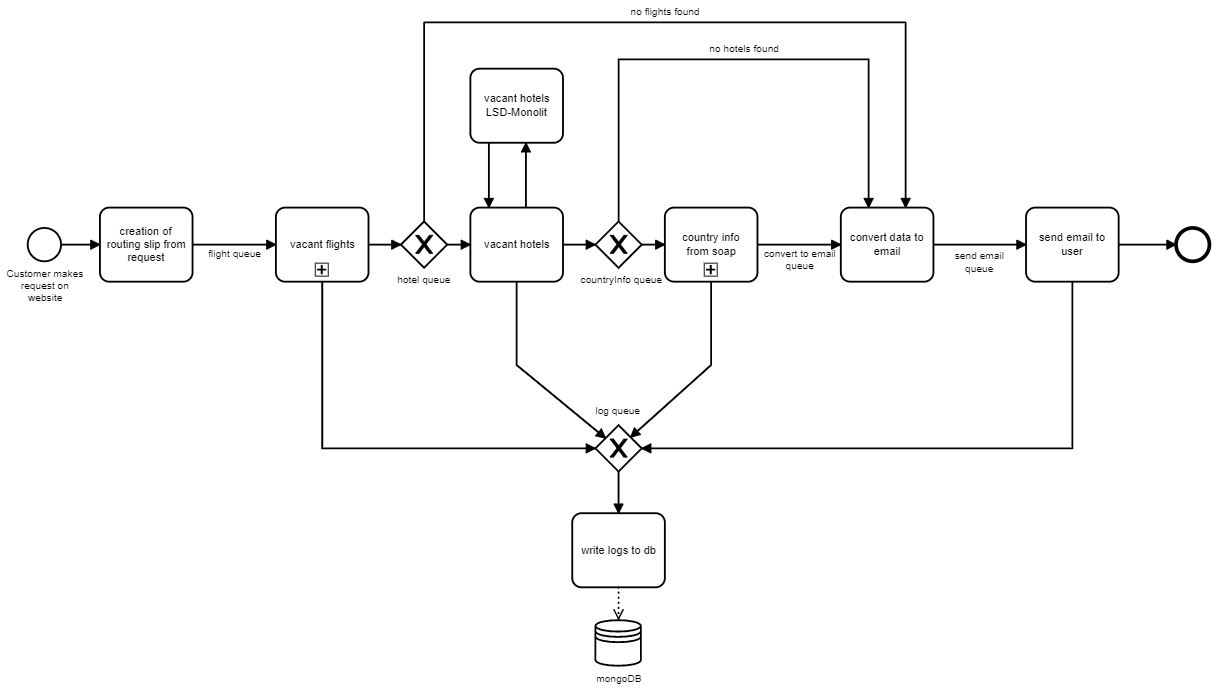 no flights found
no hotels found
vacant hotels
LSD-Monolit
creation of
routing slip from
request
vacant flights
vacant hotels
country info
from soap
convert data to
email
send email to
user
flight queue
convert to email
queue
send email
queue
Customer makes
request on
website
hotel queue
countryInfo queue
log queue
write logs to db
mongoDB